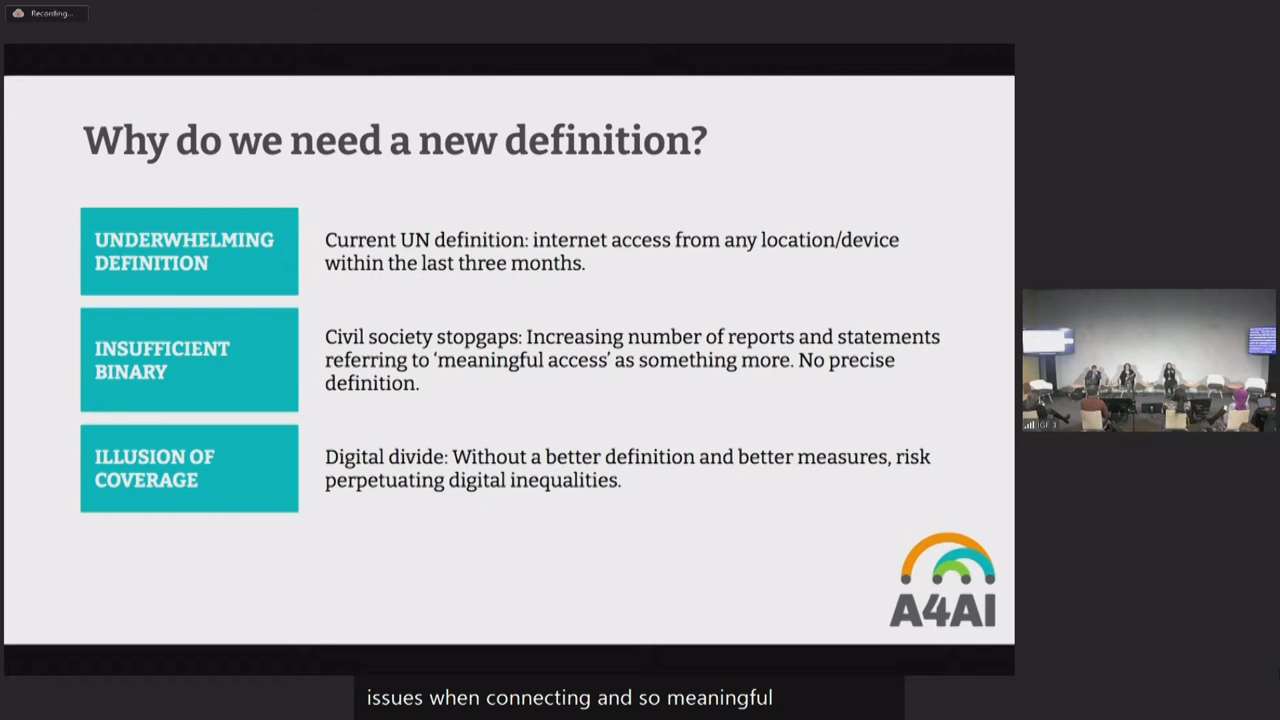 Recording...
Why do we need a new definition?
UNDERWHELMING
DEFINITION
Current UN definition: internet access from any location/device
within the last three months.
INSUFFICIENT
BINARY
Civil society stopgaps: Increasing number of reports and statements
referring to ‘meaningful access’ as something more. No precise
definition.
ILLUSION OF
COVERAGE
Digital divide: Without a better definition and better measures, risk
perpetuating digital inequalities.
A4AI
issues when connecting and so meaningful